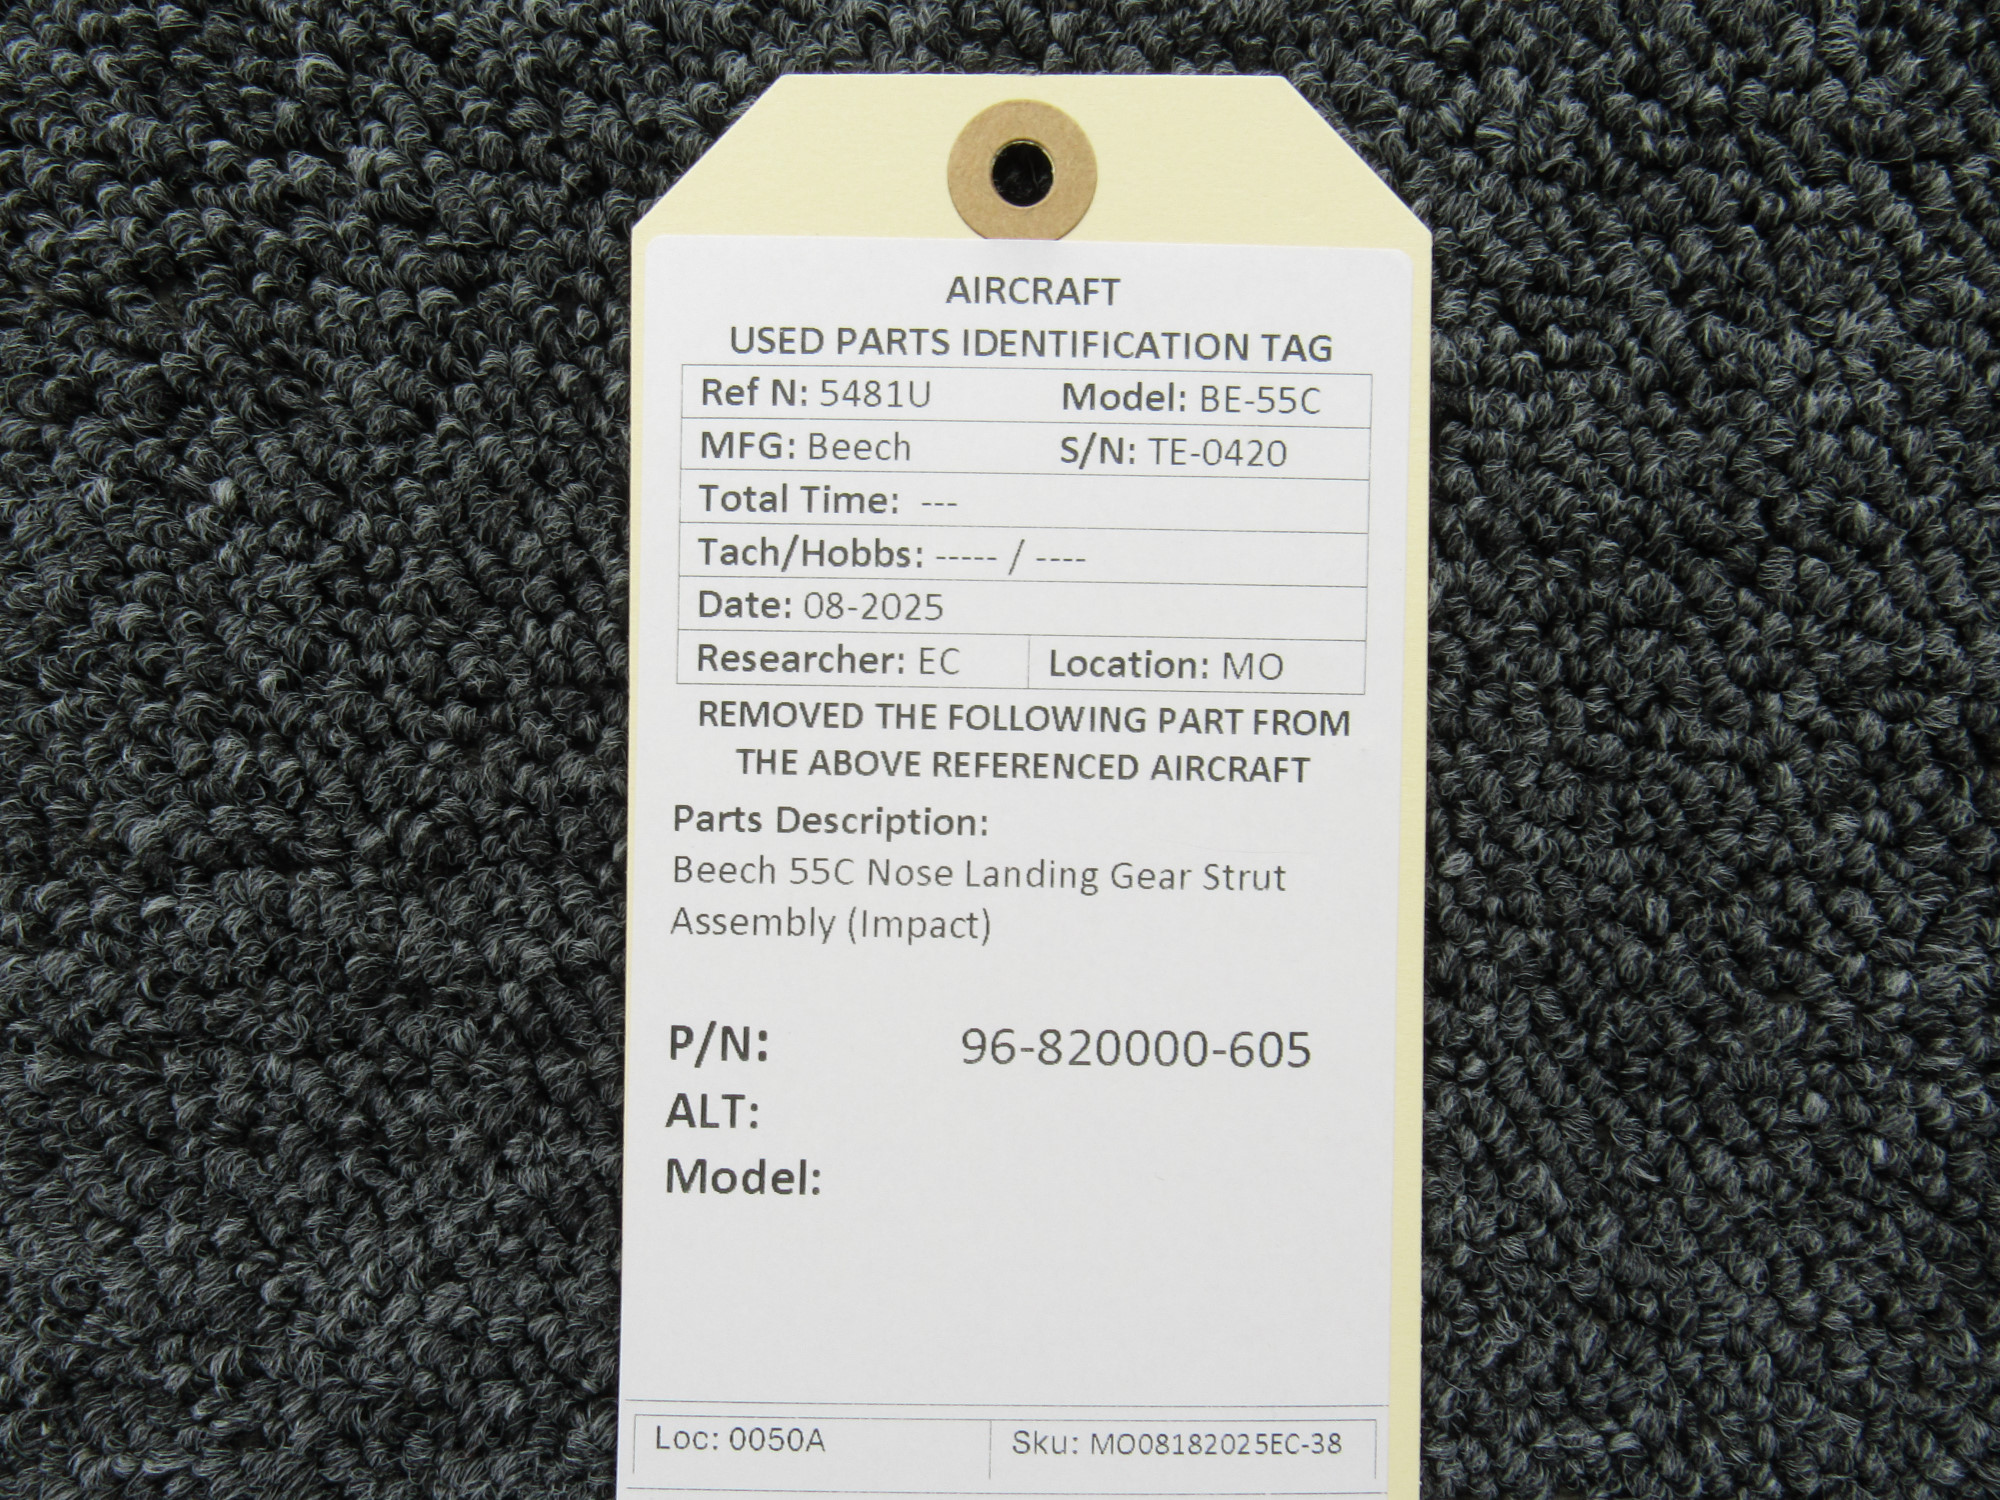 AIRCRAFT
USED PARTS IDENTIFICATION TAG
Ref N: 5481U Model: BE-55C
MFG: Beech S/N: TE-0420
Total Time: ---
Tach/Hobbs: ----- / ----
Date: 08-2025
Researcher: EC Location: MO
REMOVED THE FOLLOWING PART FROM
THE ABOVE REFERENCED AIRCRAFT
Parts Description:
Beech 55C Nose Landing Gear Strut
Assembly (Impact)
P/N: 96-820000-605
ALT:
Model:
Loc: 0050A Sku: MO08182025EC-38